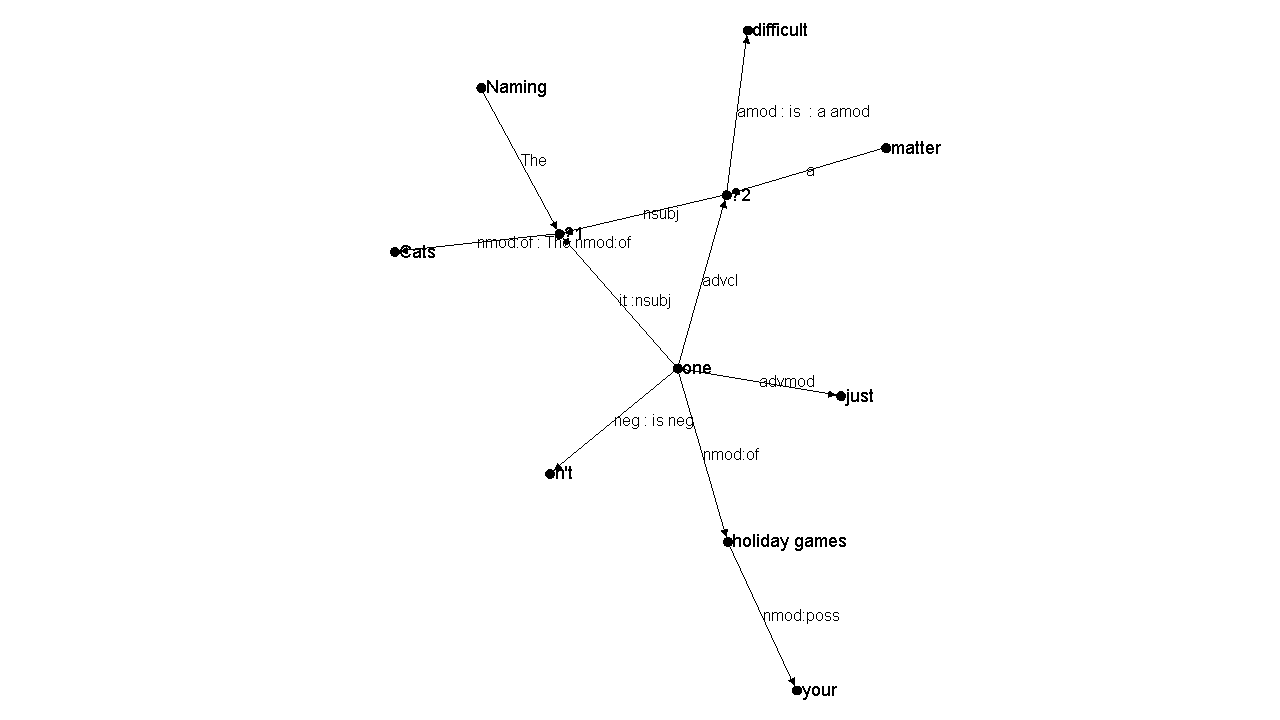 difficult
Naming
amod : is : a amod
matter
The
a
?2
nsubj
?1
nmod:of : The nmod:of
Cats
advcl
it :nsubj
one
advmod
just
neg : is neg
nmod:of
n't
holiday games
nmod:poss
your